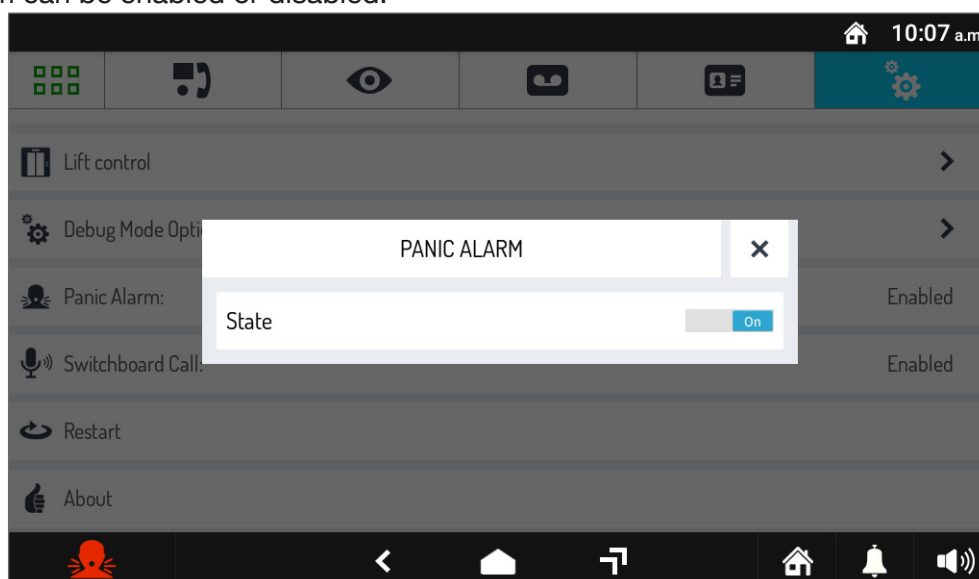 can be enabled or disabled.
10:07 a.m
Lift control
Debug Mode Opti
PANIC ALARM
State
On
Panic Alarm:
Enabled
Switchboard Call:
Enabled
Restart
About